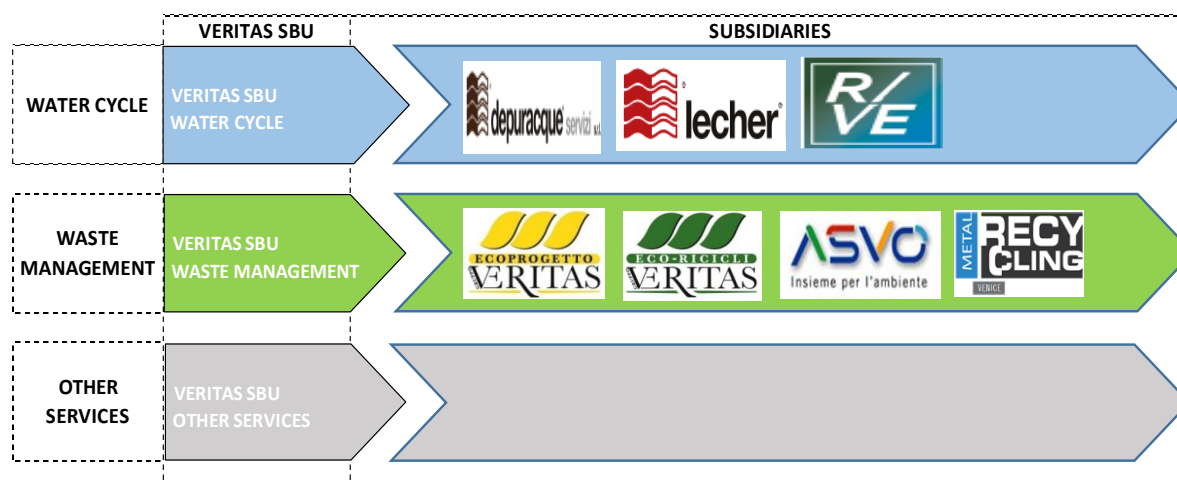 VERITAS SBU
SUBSIDIARIES
WATER CYCLE
VERITAS SBU
WATER CYCLE
depuracque servizi s.r.l.
lecher
R/VE
WASTE
MANAGEMENT
VERITAS SBU
WASTE MANAGEMENT
ECOPROGETTO
VERITAS
ECO-RICICLI
VERITAS
ASVO
Insieme per l'ambiente
METAL
RECY
CLING
VENICE
OTHER
SERVICES
VERITAS SBU
OTHER SERVICES